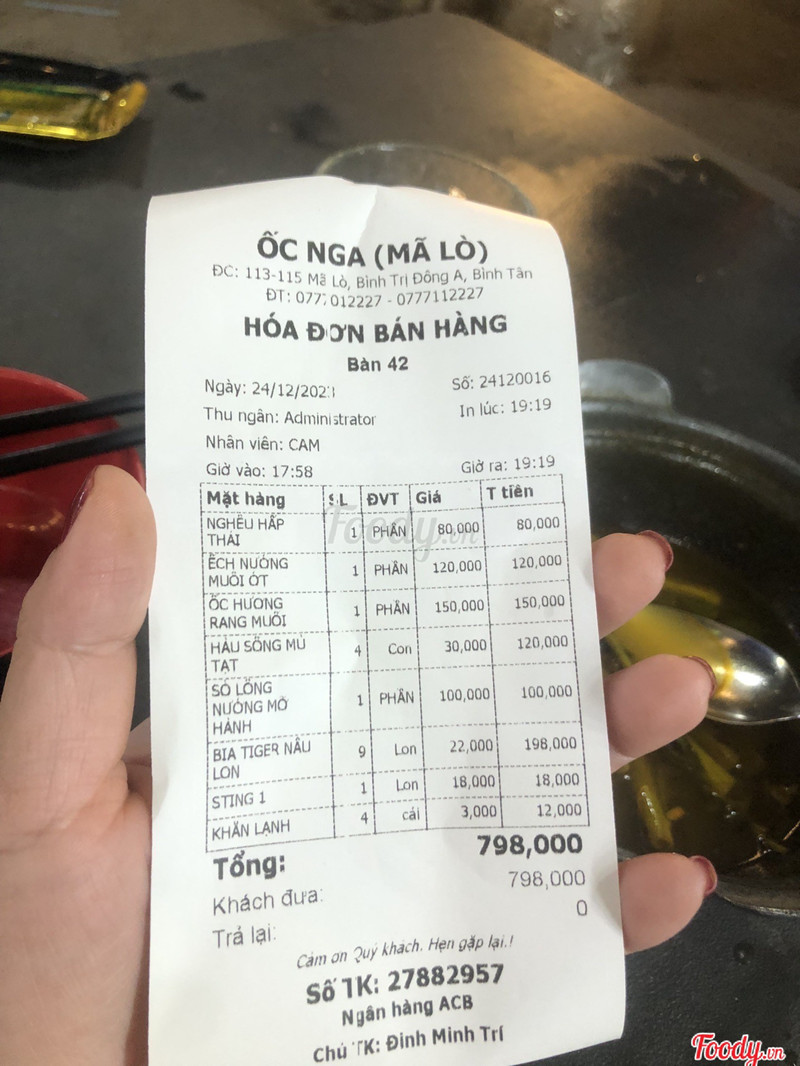 ỐC NGA (MÃ LÒ)
ĐC: 113-115 Mã Lò, Bình Trị Đông A, Bình Tân
ĐT: 0777012227 - 0777112227
HÓA ĐƠN BÁN HÀNG
Bàn 42
Ngày: 24/12/2023 Số: 24120016
Thu ngân: Administrator In lúc: 19:19
Nhân viên: CAM
Giờ vào: 17:58 Giờ ra: 19:19
Mặt hàng SL ĐVT Giá T tiền
NGHÊU HẤP THÁI 1 PHẦN 80,000 80,000
ẾCH NƯỚNG MUỐI ỚT 1 PHẦN 120,000 120,000
ỐC HƯƠNG RANG MUỐI 1 PHẦN 150,000 150,000
HÀU SỐNG MÙ TẠT 4 Con 30,000 120,000
SÒ LÔNG NƯỚNG MỠ HÀNH 1 PHẦN 100,000 100,000
BIA TIGER NÂU LON 9 Lon 22,000 198,000
STING 1 1 Lon 18,000 18,000
KHĂN LẠNH 4 cái 3,000 12,000
Tổng: 798,000
Khách đưa: 798,000
Trả lại: 0
Cảm ơn Quý khách. Hẹn gặp lại.!
Số TK: 27882957
Ngân hàng ACB
Chủ TK: Đinh Minh Trí
Foody.vn
Foody.vn